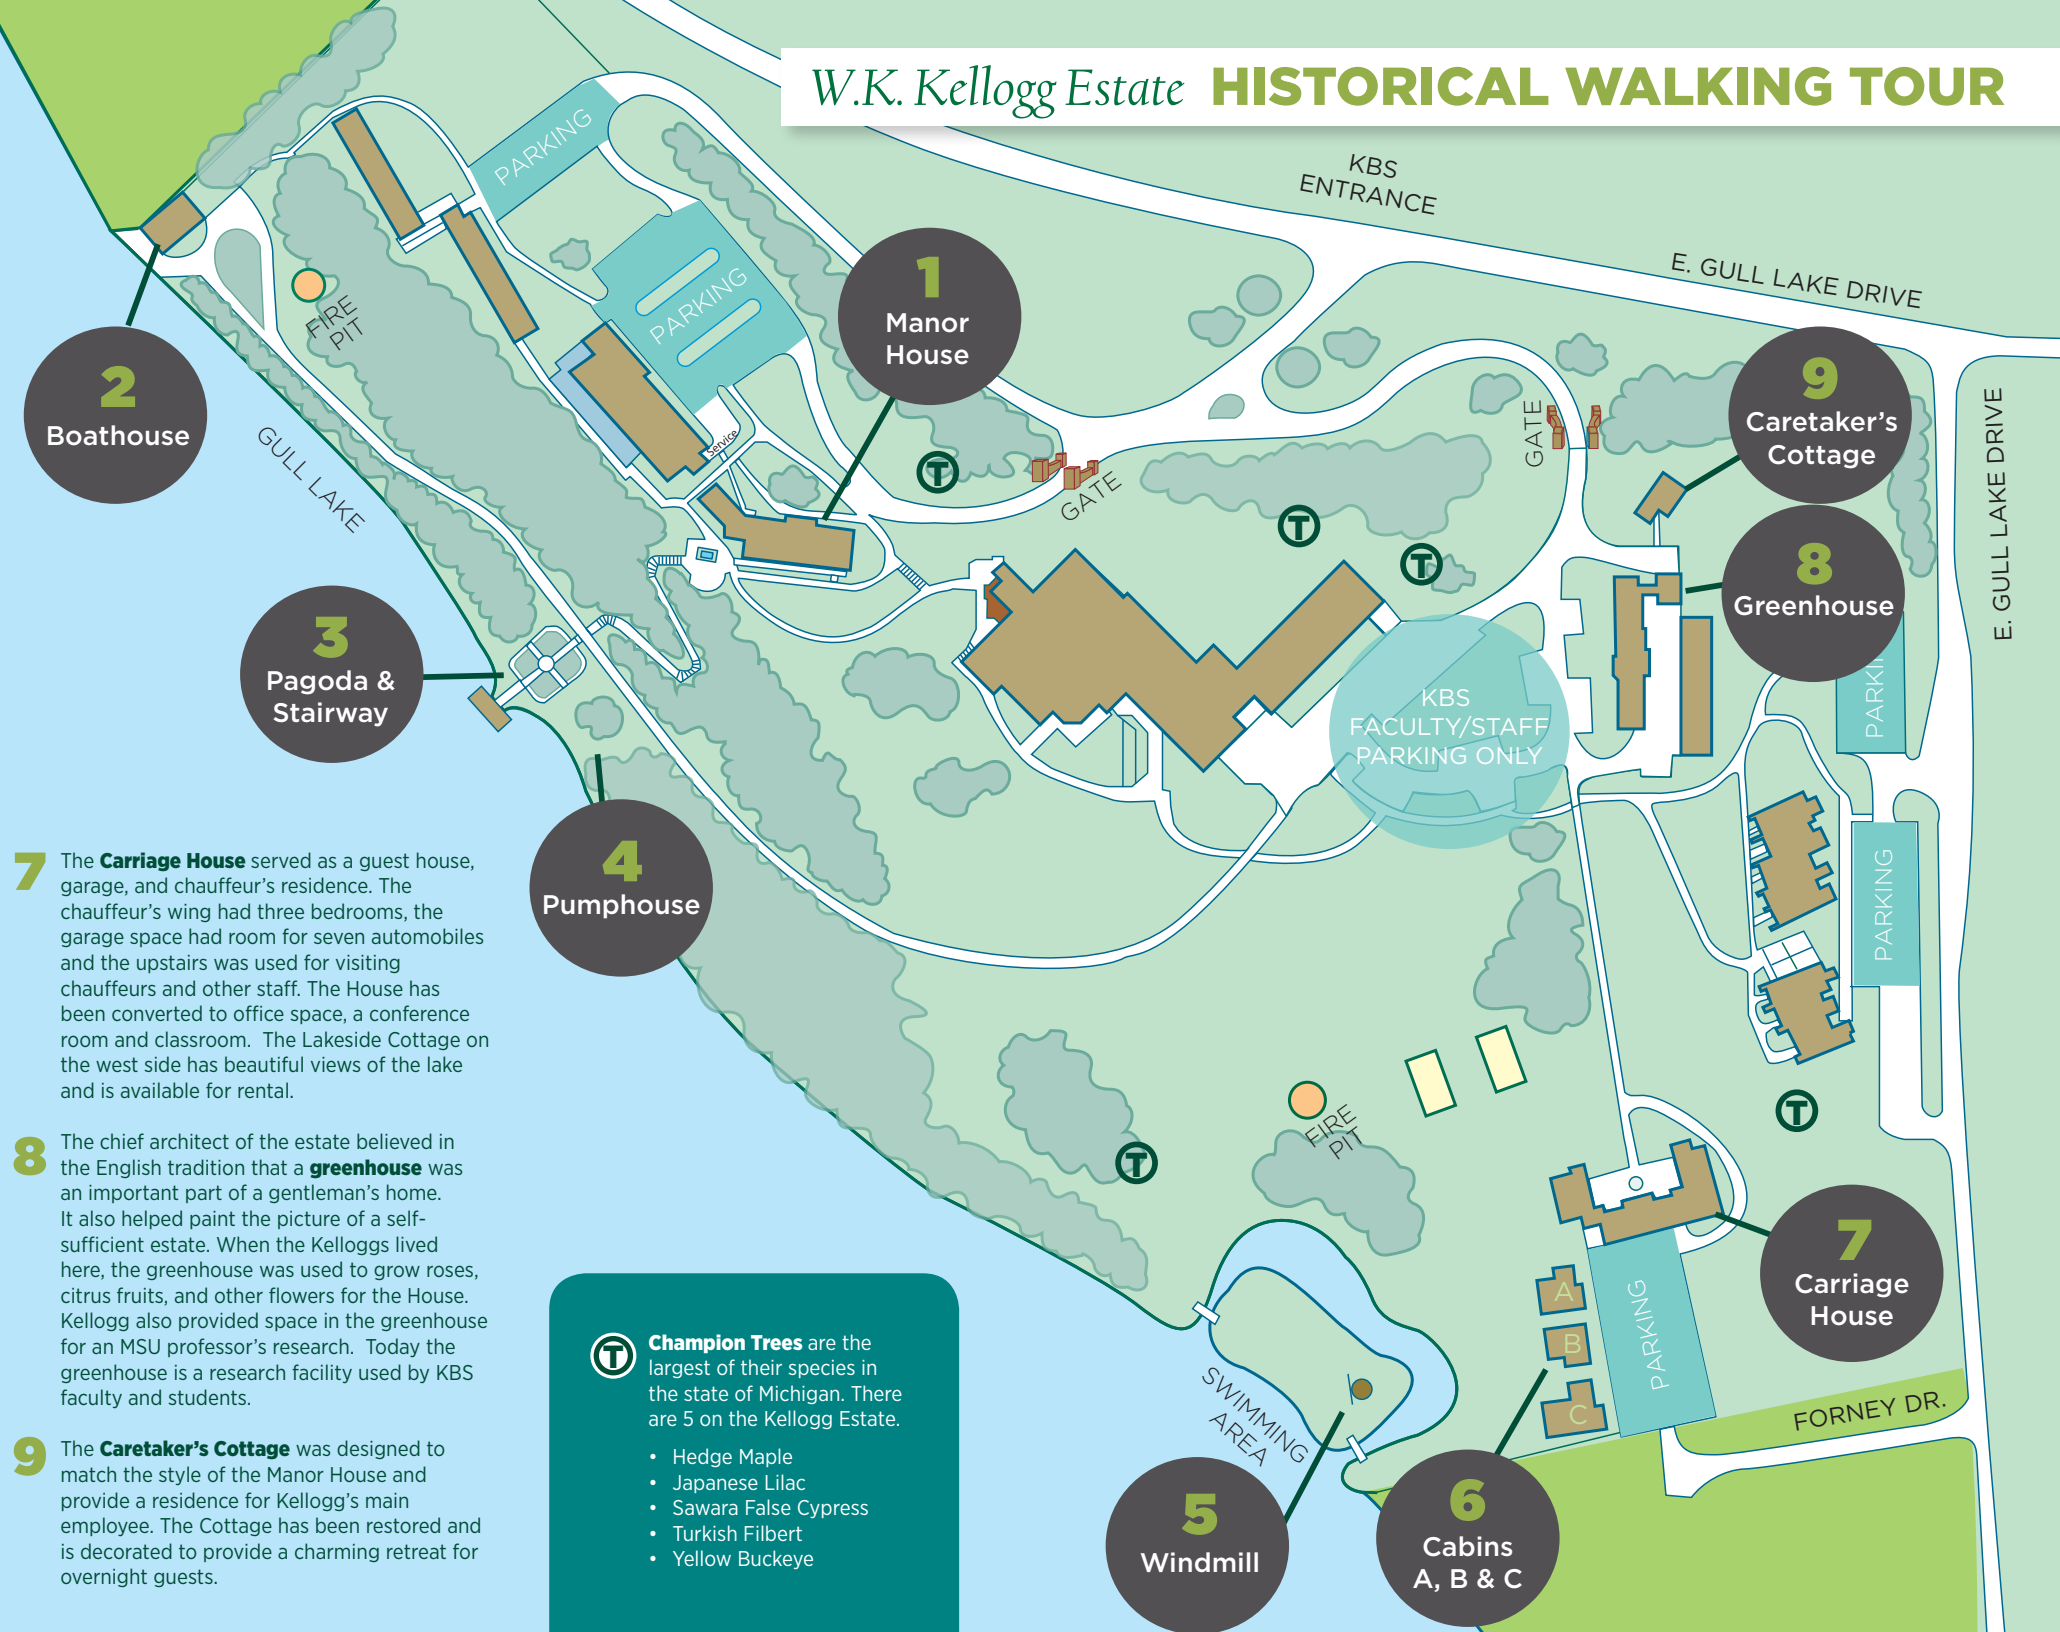 W.K. Kellogg Estate HISTORICAL WALKING TOUR
KBS
ENTRANCE
E. GULL LAKE DRIVE
E. GULL LAKE DRIVE
PARKING
PARKING
Service
1
Manor
House
2
Boathouse
FIRE
PIT
GULL LAKE
GATE
GATE
9
Caretaker's
Cottage
8
Greenhouse
PARKI
3
Pagoda &
Stairway
KBS
FACULTY/STAFF
PARKING ONLY
4
Pumphouse
PARKING
T
T
T
T
T
FIRE
PIT
7
Carriage
House
A
B
C
PARKING
FORNEY DR.
SWIMMING
AREA
5
Windmill
6
Cabins
A, B & C
7
The Carriage House served as a guest house,
garage, and chauffeur's residence. The
chauffeur's wing had three bedrooms, the
garage space had room for seven automobiles
and the upstairs was used for visiting
chauffeurs and other staff. The House has
been converted to office space, a conference
room and classroom.  The Lakeside Cottage on
the west side has beautiful views of the lake
and is available for rental.
8
The chief architect of the estate believed in
the English tradition that a greenhouse was
an important part of a gentleman's home.
It also helped paint the picture of a self-
sufficient estate. When the Kelloggs lived
here, the greenhouse was used to grow roses,
citrus fruits, and other flowers for the House.
Kellogg also provided space in the greenhouse
for an MSU professor's research.  Today the
greenhouse is a research facility used by KBS
faculty and students.
9
The Caretaker's Cottage was designed to
match the style of the Manor House and
provide a residence for Kellogg's main
employee. The Cottage has been restored and
is decorated to provide a charming retreat for
overnight guests.
T
Champion Trees are the
largest of their species in
the state of Michigan. There
are 5 on the Kellogg Estate.
• Hedge Maple
• Japanese Lilac
• Sawara False Cypress
• Turkish Filbert
• Yellow Buckeye